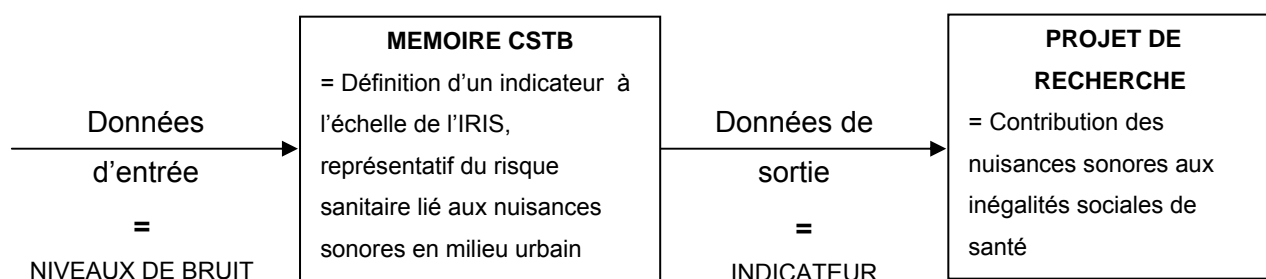 Données
d'entrée
=
NIVEAUX DE BRUIT
MEMOIRE CSTB
= Définition d'un indicateur à
l'échelle de l'IRIS,
représentatif du risque
sanitaire lié aux nuisances
sonores en milieu urbain
Données de
sortie
=
INDICATEUR
PROJET DE
RECHERCHE
= Contribution des
nuisances sonores aux
inégalités sociales de
santé